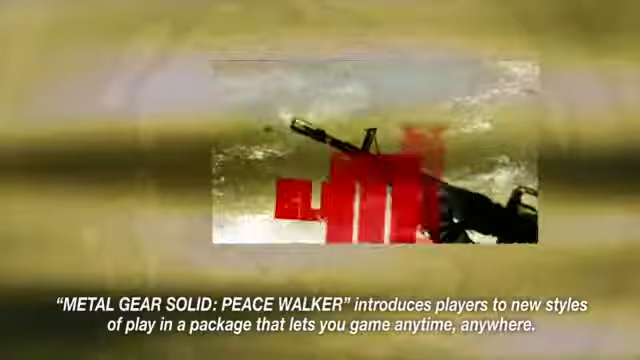 “METAL GEAR SOLID: PEACE WALKER” introduces players to new styles
of play in a package that lets you game anytime, anywhere.